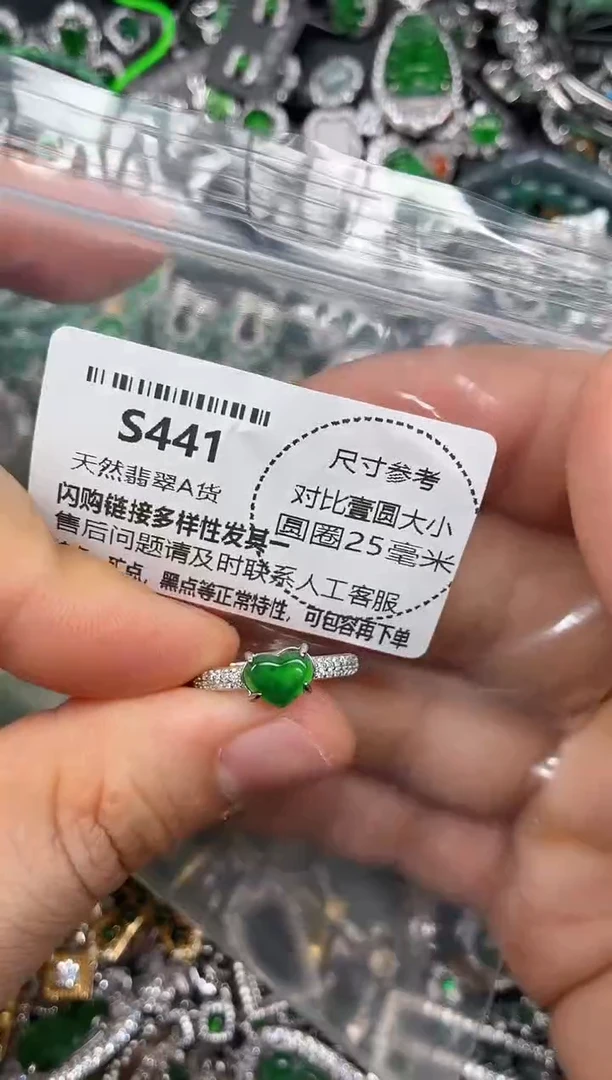 S441
天然翡翠A货
闪购链接多样性发其一
售后问题请及时联系人工客服
矿点，黑点等正常特性，可包容再下单
尺寸参考
对比壹圆大小
圆圈25毫米